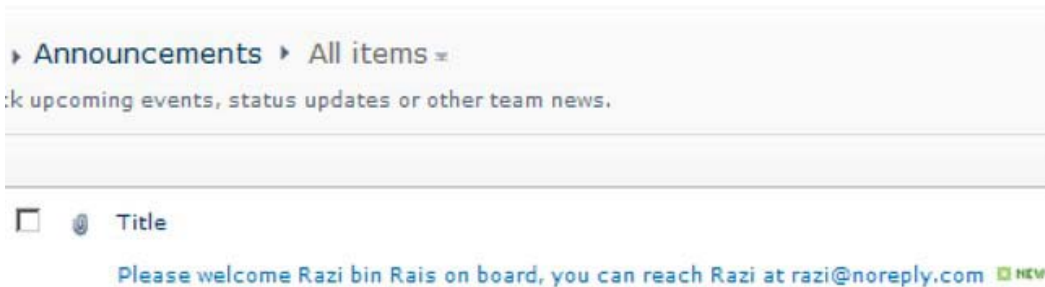 Announcements All items
ck upcoming events, status updates or other team news.
Title
Please welcome Razi bin Rais on board, you can reach Razi at razi@noreply.com NEW